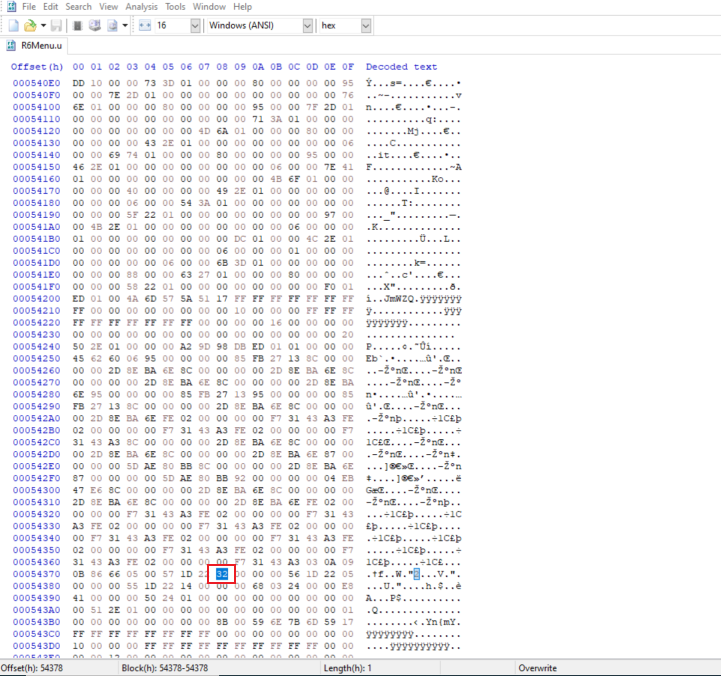 File Edit Search View Analysis Tools Window Help
16 Windows (ANSI) hex
R6Menu.u
Offset(h) 00 01 02 03 04 05 06 07 08 09 0A 0B 0C 0D 0E 0F Decoded text
000540E0 DD 10 00 00 73 3D 01 00 00 00 80 00 00 00 00 95 Ý...s=....€....•
000540F0 00 00 7E 2D 01 00 00 00 00 00 00 00 00 00 00 76 ..~-...........v
00054100 6E 01 00 00 00 80 00 00 00 00 95 00 00 7F 2D 01 n....€....•...-.
00054110 00 00 00 00 00 00 00 00 00 00 71 3A 01 00 00 00 ..........q:....
00054120 00 00 00 00 00 00 00 4D 6A 01 00 00 00 80 00 00 .......Mj....€..
00054130 00 00 00 00 43 2E 01 00 00 00 00 00 00 00 00 06 ....C...........
00054140 00 00 69 74 01 00 00 00 80 00 00 00 00 95 00 00 ..it....€....•..
00054150 46 2E 01 00 00 00 00 00 00 00 00 06 00 00 7E 41 F.............~A
00054160 01 00 00 00 00 00 00 00 00 00 00 4B 6F 01 00 00 ...........Ko...
00054170 00 00 00 40 00 00 00 00 49 2E 01 00 00 00 00 00 ...@....I.......
00054180 00 00 00 06 00 00 54 3A 01 00 00 00 00 00 00 00 ......T:........
00054190 00 00 00 5F 22 01 00 00 00 00 00 00 00 00 97 00 ..._".........—.
000541A0 00 4B 2E 01 00 00 00 00 00 00 00 00 06 00 00 00 .K..............
000541B0 01 00 00 00 00 00 00 00 00 DC 01 00 00 4C 2E 01 .........Ü...L..
000541C0 00 00 00 00 00 00 00 00 06 00 00 00 01 00 00 00
000541D0 00 00 00 00 06 00 00 6B 3D 01 00 00 00 00 00 00 .......k=.......
000541E0 00 00 00 88 00 00 63 27 01 00 00 00 80 00 00 00 ...ˆ..c'....€...
000541F0 00 00 00 58 22 01 00 00 00 00 00 00 00 00 F0 01 ...X".........ð.
00054200 ED 01 00 4A 6D 57 5A 51 17 FF FF FF FF FF FF FF í..JmWZQ.ÿÿÿÿÿÿÿ
00054210 FF 00 00 00 00 00 00 00 00 10 00 00 00 FF FF FF ÿ............ÿÿÿ
00054220 FF FF FF FF FF FF FF 00 00 00 00 16 00 00 00 00 ÿÿÿÿÿÿÿ.........
00054230 00 00 00 00 00 00 00 00 00 00 00 00 00 00 00 20
00054240 50 2E 01 00 00 00 A2 9D 98 DB ED 01 01 00 00 00 P.....¢.˜Ûí.....
00054250 45 62 60 06 95 00 00 00 00 85 FB 27 13 8C 00 00 Eb`.•....…û'.Œ..
00054260 00 00 2D 8E BA 6E 8C 00 00 00 00 2D 8E BA 6E 8C ..-ŽºnŒ....-ŽºnŒ
00054270 00 00 00 00 2D 8E BA 6E 8C 00 00 00 00 2D 8E BA ....-ŽºnŒ....-Žº
00054280 6E 95 00 00 00 00 85 FB 27 13 95 00 00 00 00 85 n•....…û'.•....…
00054290 FB 27 13 8C 00 00 00 00 2D 8E BA 6E 8C 00 00 00 û'.Œ....-ŽºnŒ...
000542A0 00 2D 8E BA 6E FE 02 00 00 00 00 F7 31 43 A3 FE .-Žºnþ.....÷1C£þ
000542B0 02 00 00 00 00 F7 31 43 A3 FE 02 00 00 00 00 F7 .....÷1C£þ.....÷
000542C0 31 43 A3 8C 00 00 00 00 2D 8E BA 6E 8C 00 00 00 1C£Œ....-ŽºnŒ...
000542D0 00 2D 8E BA 6E 8C 00 00 00 00 2D 8E BA 6E 87 00 .-ŽºnŒ....-Žºn‡.
000542E0 00 00 00 5D AE 80 BB 8C 00 00 00 00 2D 8E BA 6E ...]®€»Œ....-Žºn
000542F0 87 00 00 00 00 5D AE 80 BB 92 00 00 00 00 04 EB ‡....]®€»’.....ë
00054300 47 E6 8C 00 00 00 00 2D 8E BA 6E 8C 00 00 00 00 GæŒ....-ŽºnŒ....
00054310 2D 8E BA 6E 8C 00 00 00 00 2D 8E BA 6E FE 02 00 -ŽºnŒ....-Žºnþ..
00054320 00 00 00 F7 31 43 A3 FE 02 00 00 00 00 F7 31 43 ...÷1C£þ.....÷1C
00054330 A3 FE 02 00 00 00 00 F7 31 43 A3 FE 02 00 00 00 £þ.....÷1C£þ....
00054340 00 F7 31 43 A3 FE 02 00 00 00 00 F7 31 43 A3 FE .÷1C£þ.....÷1C£þ
00054350 02 00 00 00 00 F7 31 43 A3 FE 02 00 00 00 00 F7 .....÷1C£þ.....÷
00054360 31 43 A3 FE 02 00 00 00 00 F7 31 43 A3 03 0A 09 1C£þ.....÷1C£...
00054370 0B 86 66 05 00 57 1D 22 32 00 00 00 56 1D 22 05 .†f..W."2...V.".
00054380 00 00 00 55 1D 22 14 00 00 00 68 03 24 00 00 E8 ...U."....h.$..è
00054390 41 00 00 00 50 24 01 00 00 00 00 00 00 00 00 00 A...P$..........
000543A0 00 51 2E 01 00 00 00 00 00 00 00 00 00 00 00 01 .Q..............
000543B0 00 00 00 00 00 00 00 8B 00 59 6E 7B 6D 59 17 .......‹.Yn{mY.
000543C0 FF FF FF FF FF FF FF FF 00 00 00 00 00 00 00 00 ÿÿÿÿÿÿÿÿ........
000543D0 10 00 00 00 FF FF FF FF FF FF FF FF FF FF 00 00 ....ÿÿÿÿÿÿÿÿÿÿ..
Offset(h): 54378 Block(h): 54378-54378 Length(h): 1 Overwrite